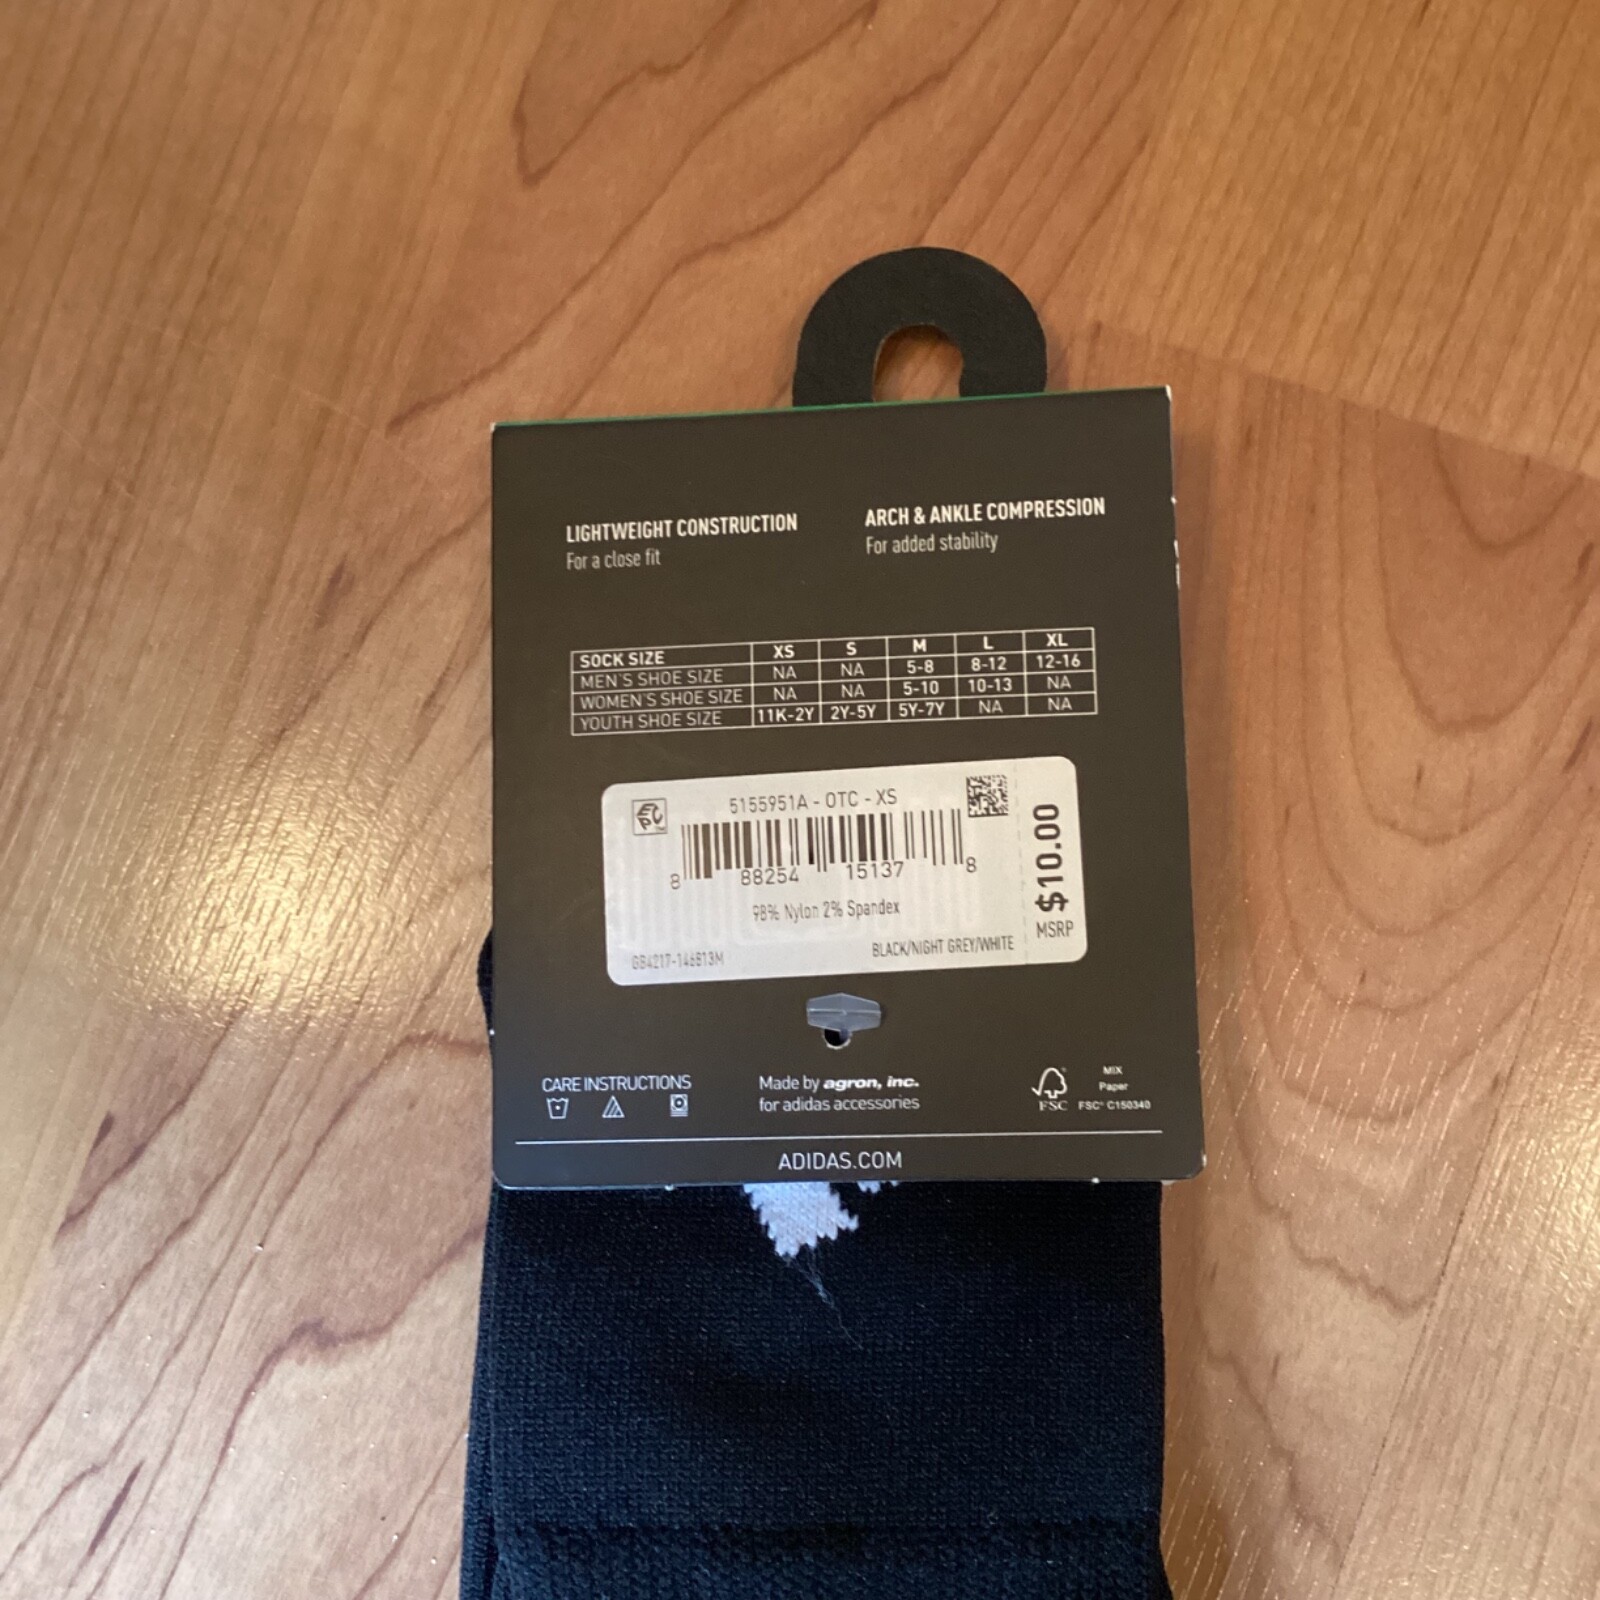 LIGHTWEIGHT CONSTRUCTION
For a close fit
ARCH & ANKLE COMPRESSION
For added stability
SOCK SIZE XS S M L XL
MEN'S SHOE SIZE NA NA 5-8 8-12 12-16
WOMEN'S SHOE SIZE NA NA 5-10 10-13 NA
YOUTH SHOE SIZE 11K-2Y 2Y-5Y 5Y-7Y NA NA
5155951A - OTC - XS
8 88254 15137 8
98% Nylon 2% Spandex
GB4217-146813M
BLACK/NIGHT GREY/WHITE
$10.00
MSRP
CARE INSTRUCTIONS
Made by agron, inc.
for adidas accessories
FSC
MIX
Paper
FSC® C150340
ADIDAS.COM